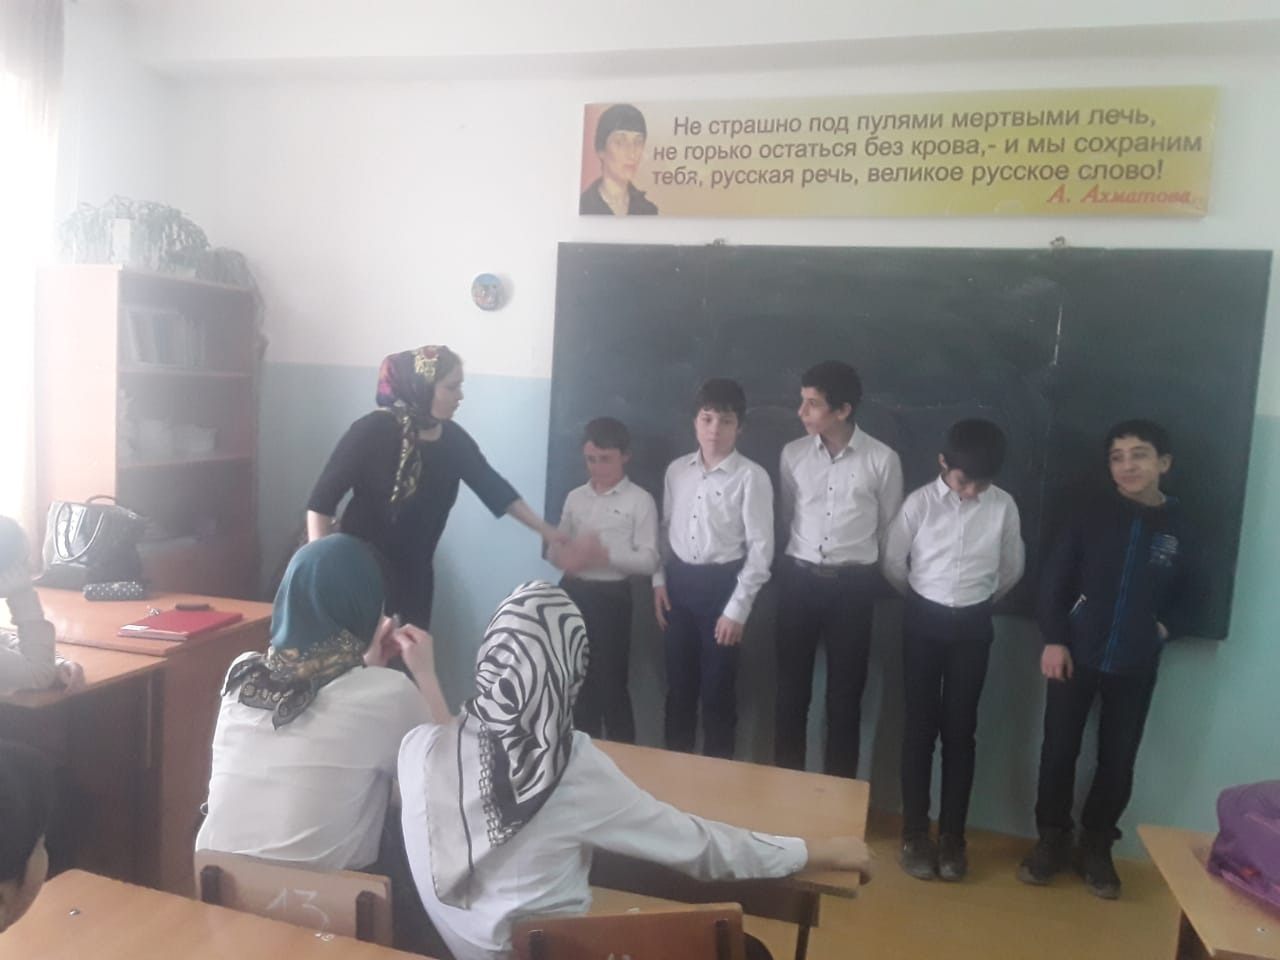 Не страшно под пулями мертвыми лечь,
не горько остаться без крова,- и мы сохраним
тебя, русская речь, великое русское слово!
А. Ахматова
13